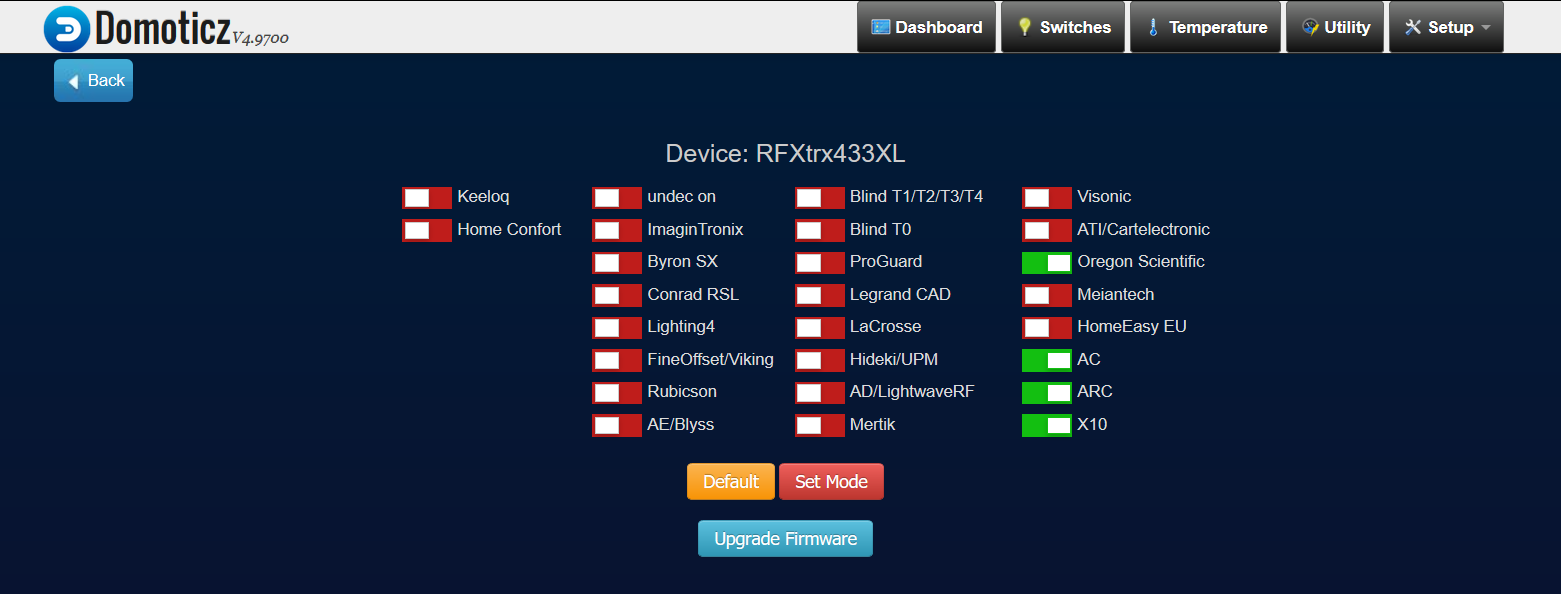 Domoticz V4.9700 Dashboard Switches Temperature Utility Setup
Back
Device: RFXtrx433XL
Keeloq undec on Blind T1/T2/T3/T4 Visonic
Home Confort ImaginTronix Blind T0 ATI/Cartelectronic
Byron SX ProGuard Oregon Scientific
Conrad RSL Legrand CAD Meiantech
Lighting4 LaCrosse HomeEasy EU
FineOffset/Viking Hideki/UPM AC
Rubicson AD/LightwaveRF ARC
AE/Blyss Mertik X10
Default Set Mode
Upgrade Firmware